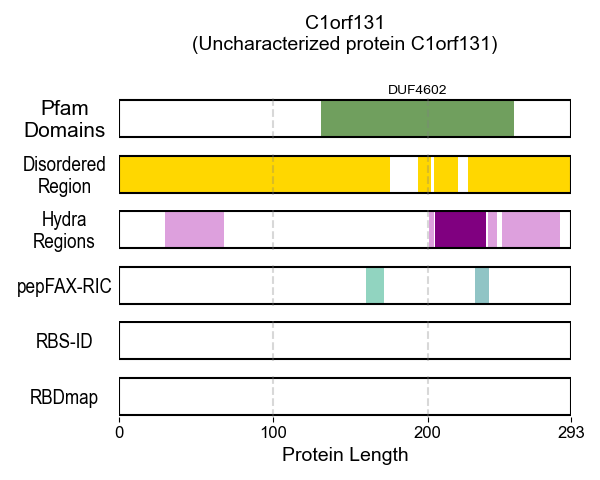 C1orf131
(Uncharacterized protein C1orf131)
DUF4602
Pfam
Domains
Disordered
Region
Hydra
Regions
pepFAX-RIC
RBS-ID
RBDmap
0 100 200 293
Protein Length